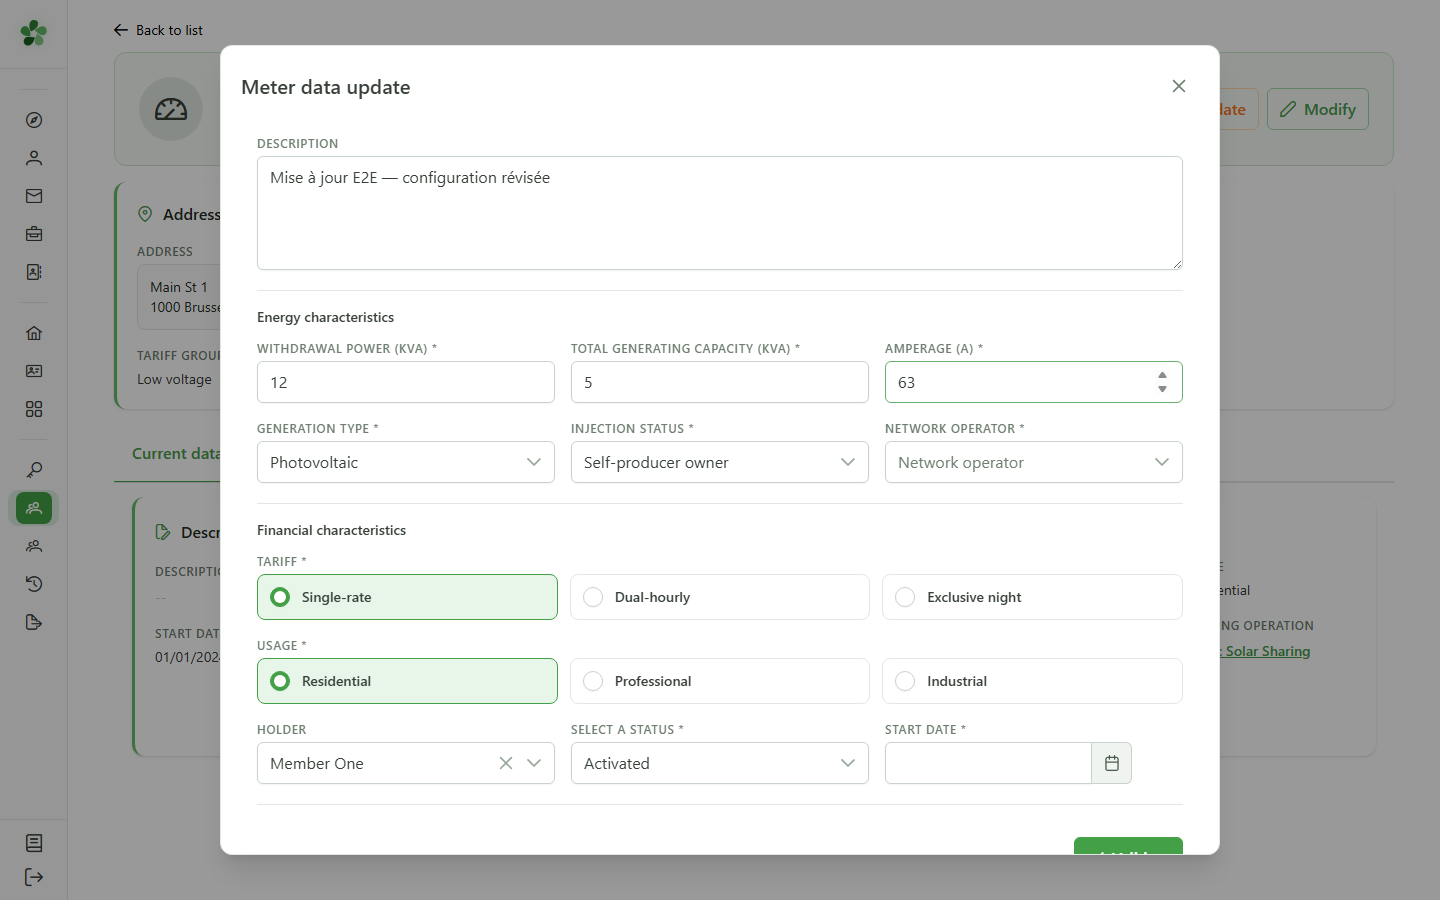 Back to list
Meter data update
late
Modify
DESCRIPTION
Mise à jour E2E — configuration révisée
Address
ADDRESS
Main St 1
1000 Brusse
TARIFF GROUP
Low voltage
Energy characteristics
WITHDRAWAL POWER (KVA) *
TOTAL GENERATING CAPACITY (KVA) *
AMPERAGE (A) *
12
5
63
GENERATION TYPE *
INJECTION STATUS *
NETWORK OPERATOR *
Photovoltaic
Self-producer owner
Network operator
Current data
Financial characteristics
TARIFF *
Single-rate
Dual-hourly
Exclusive night
USAGE *
Residential
Professional
Industrial
HOLDER
SELECT A STATUS *
START DATE *
Member One
Activated
Descr
DESCRIPTIO
--
START DAT
01/01/202
E
ential
NG OPERATION
: Solar Sharing